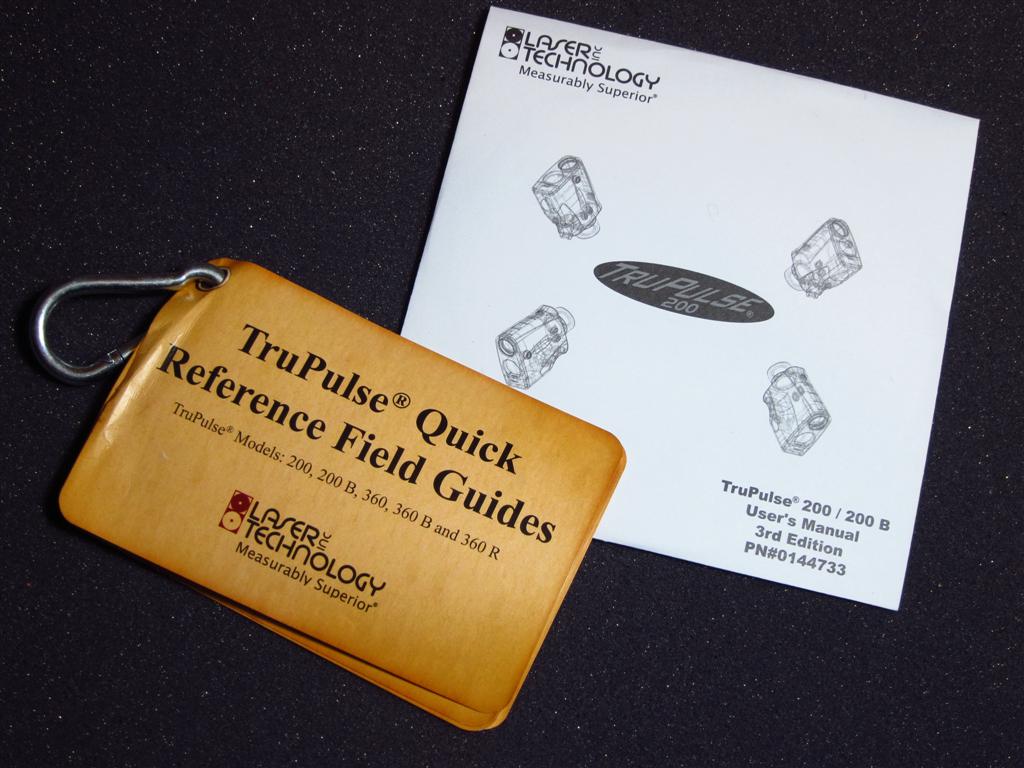 LASER INC
TECHNOLOGY
Measurably Superior®
TRUPULSE®
200
TruPulse® 200 / 200 B
User's Manual
3rd Edition
PN#0144733
TruPulse® Quick
Reference Field Guides
TruPulse® Models: 200, 200 B, 360, 360 B and 360 R
LASER INC
TECHNOLOGY
Measurably Superior®